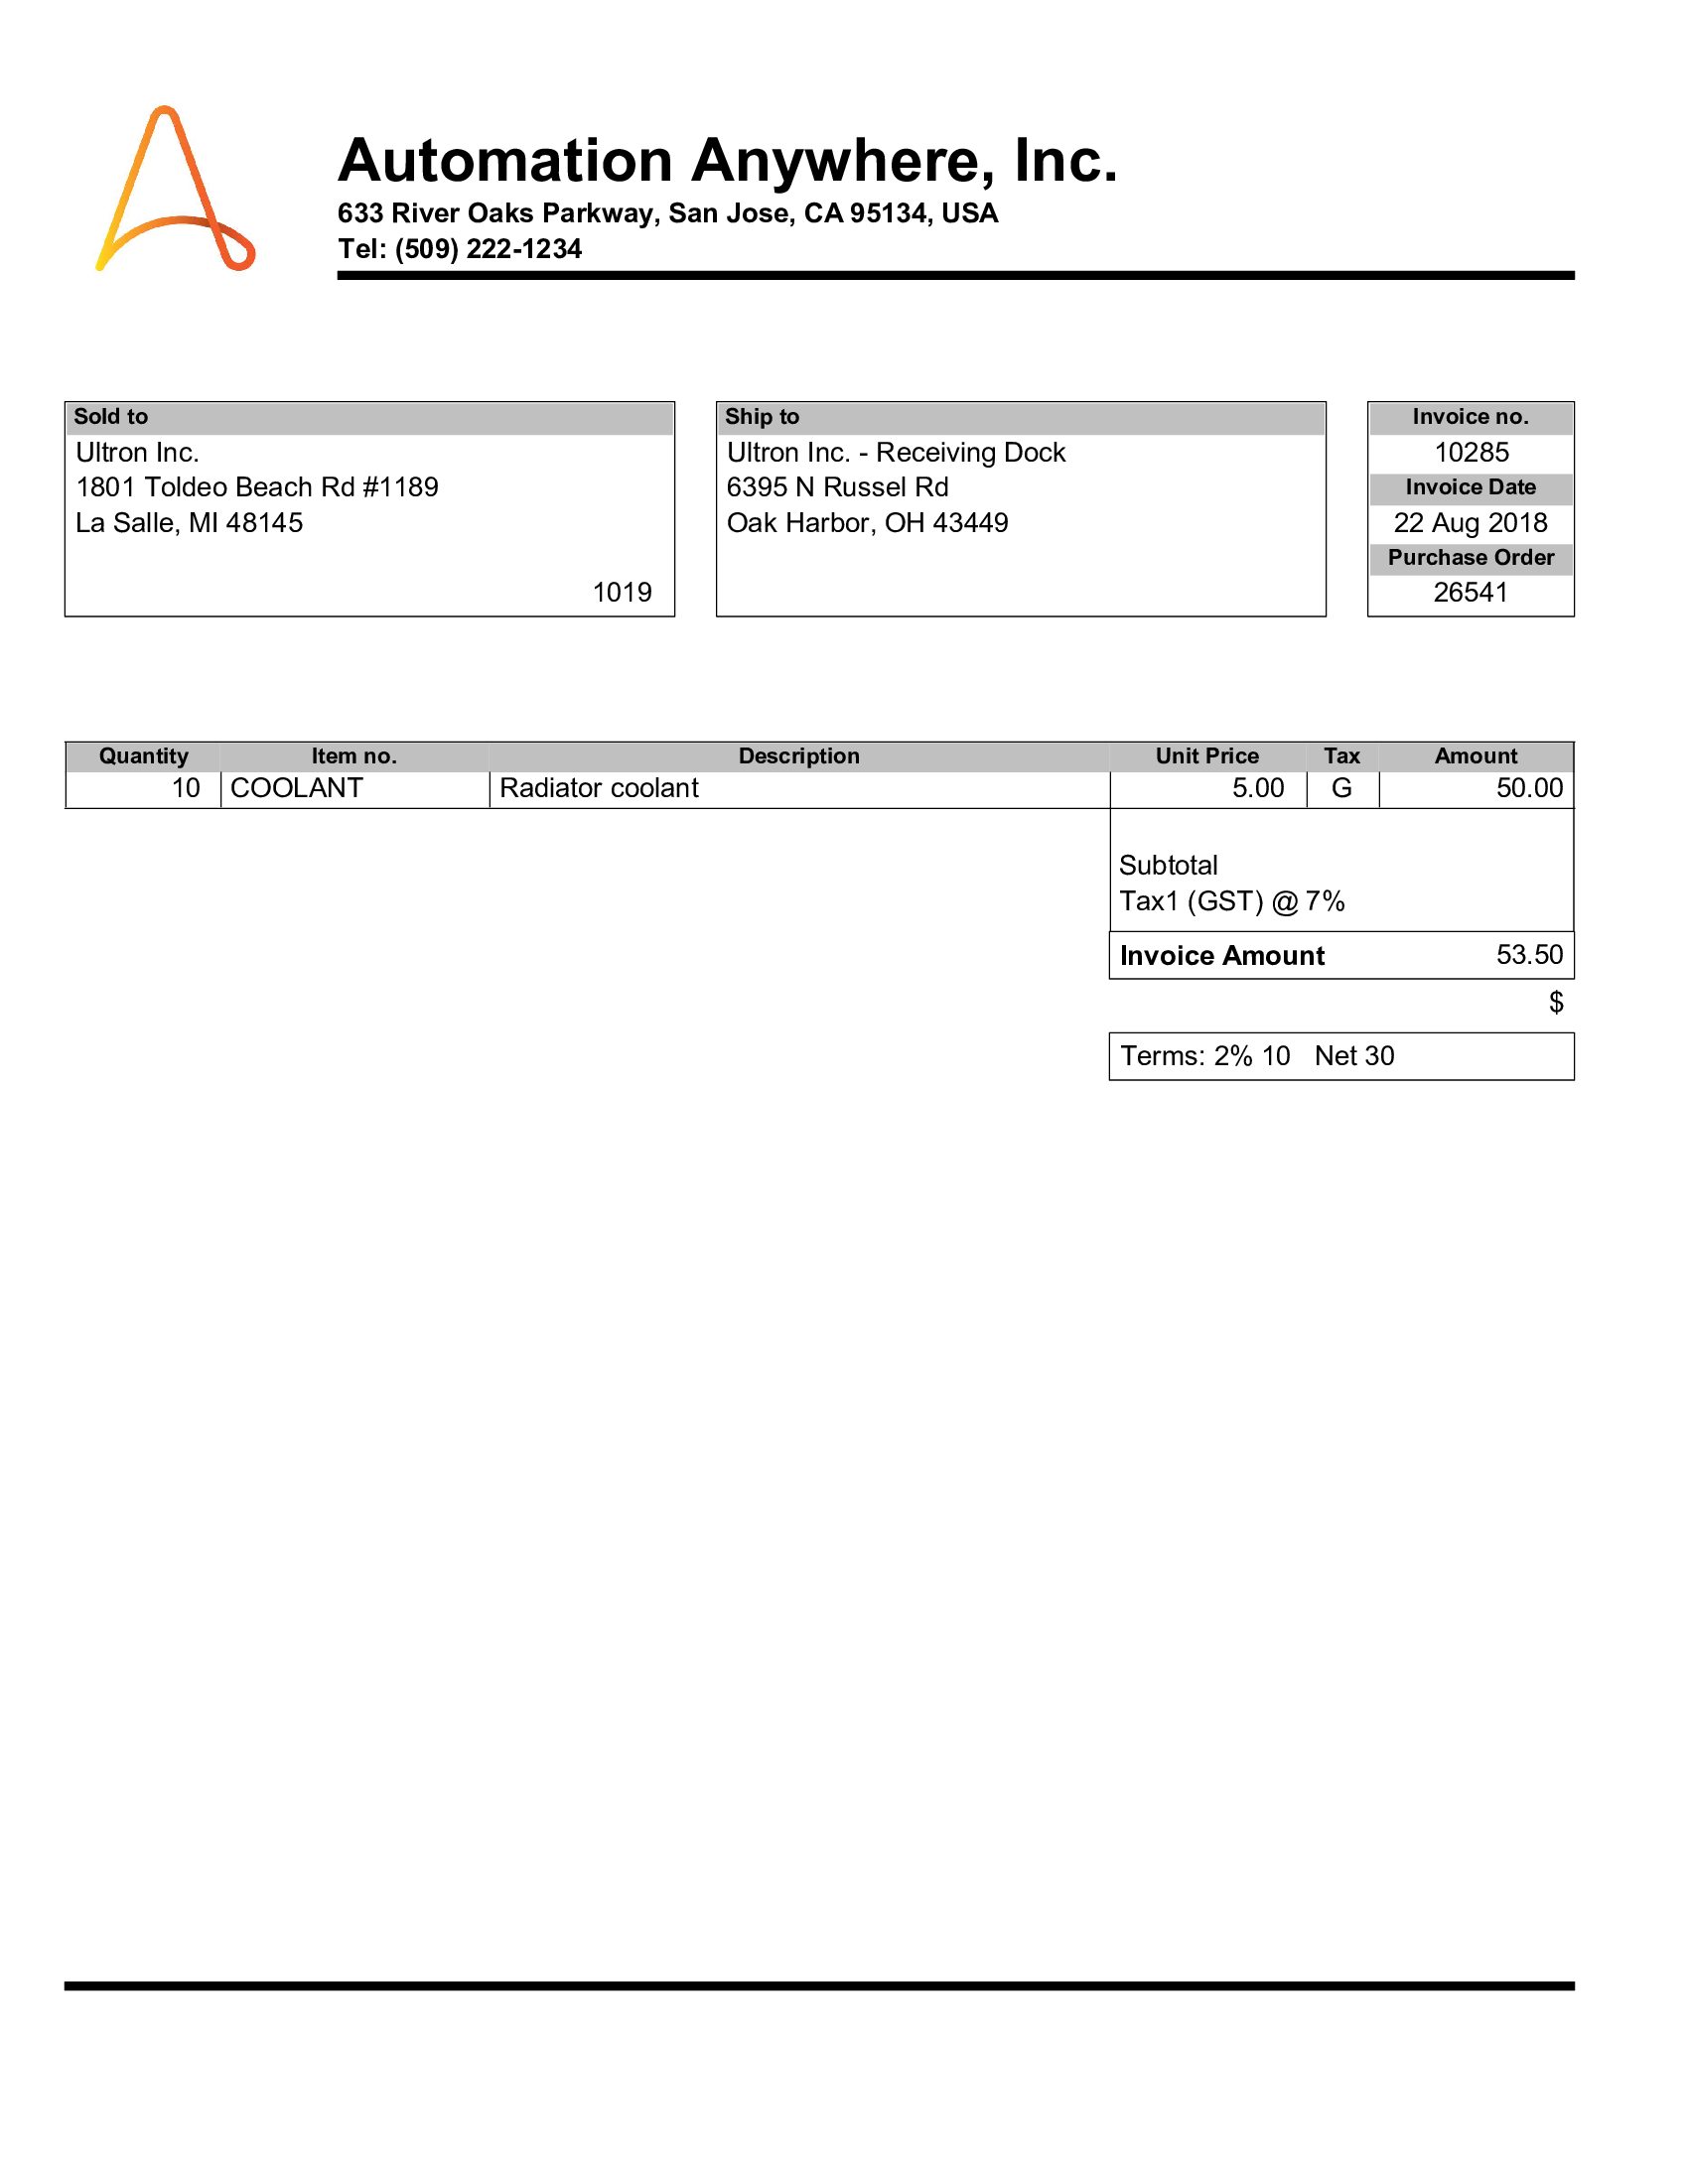 Automation Anywhere, Inc.
633 River Oaks Parkway, San Jose, CA 95134, USA
Tel: (509) 222-1234
Sold to
Ultron Inc.
1801 Toldeo Beach Rd #1189
La Salle, MI 48145
1019
Ship to
Ultron Inc. - Receiving Dock
6395 N Russel Rd
Oak Harbor, OH 43449
Invoice no.
10285
Invoice Date
22 Aug 2018
Purchase Order
26541
Quantity Item no. Description Unit Price Tax Amount
10 COOLANT Radiator coolant 5.00 G 50.00
Subtotal
Tax1 (GST) @ 7%
Invoice Amount 53.50
$
Terms: 2% 10 Net 30